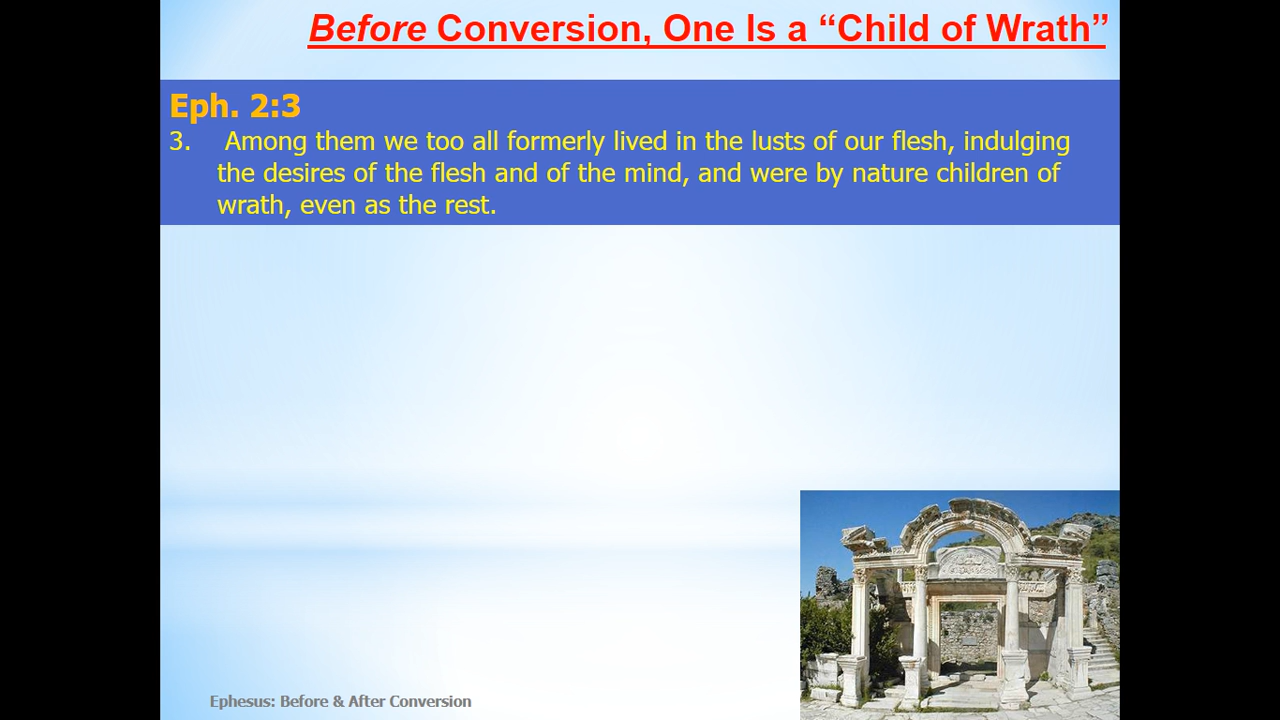 Before Conversion, One Is a “Child of Wrath”
Eph. 2:3
3. Among them we too all formerly lived in the lusts of our flesh, indulging
the desires of the flesh and of the mind, and were by nature children of
wrath, even as the rest.
Ephesus: Before & After Conversion